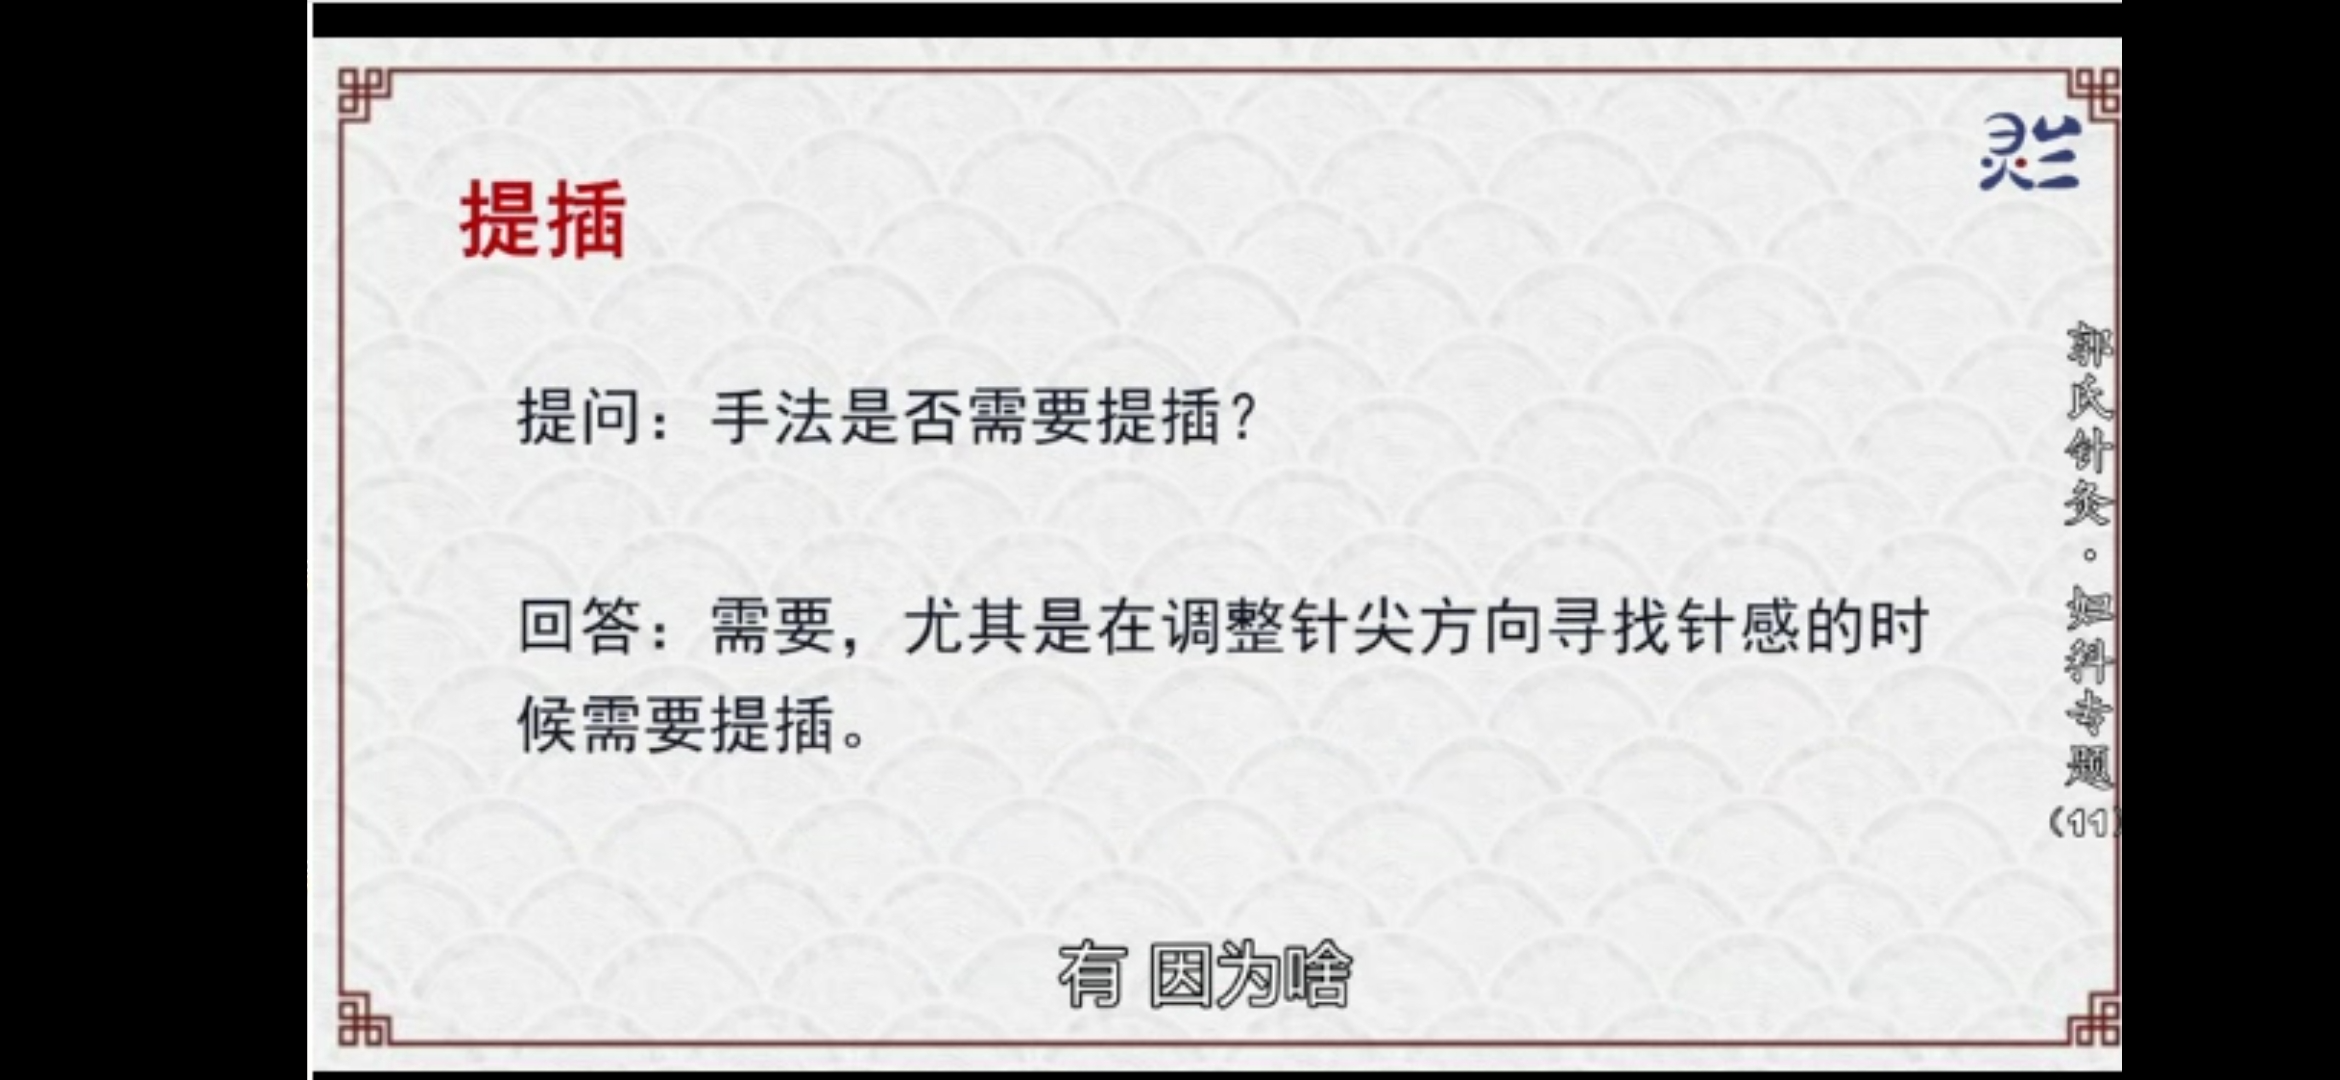 灵兰
提插
提问：手法是否需要提插？
回答：需要，尤其是在调整针尖方向寻找针感的时
候需要提插。
郭氏针灸·妇科专题(11)
有 因为啥